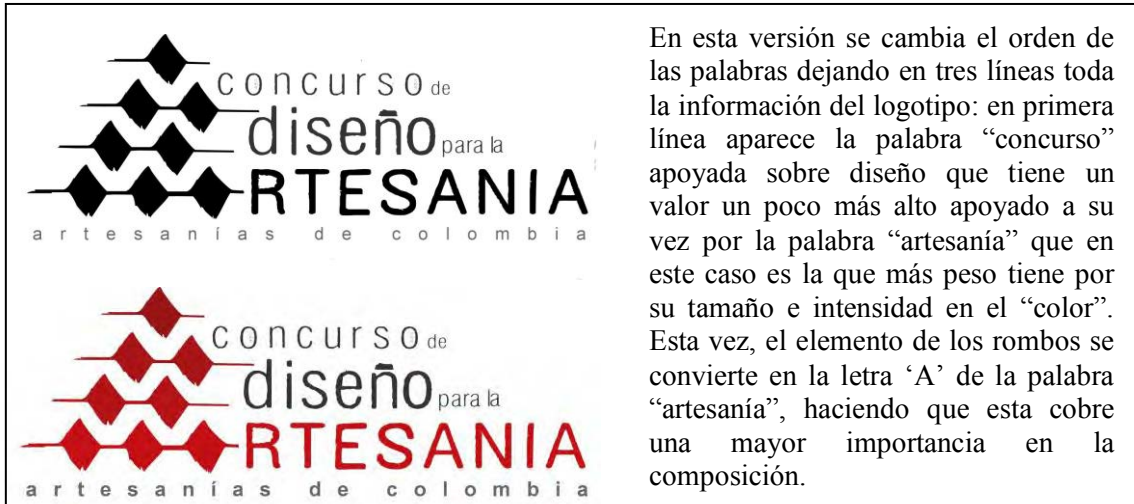 concurso de
diseño para la
RTESANIA
artesanías de colombia
concurso de
diseño para la
RTESANIA
artesanías de colombia
En esta versión se cambia el orden de
las palabras dejando en tres líneas toda
la información del logotipo: en primera
línea aparece la palabra “concurso”
apoyada sobre diseño que tiene un
valor un poco más alto apoyado a su
vez por la palabra “artesanía” que en
este caso es la que más peso tiene por
su tamaño e intensidad en el “color”.
Esta vez, el elemento de los rombos se
convierte en la letra ‘A’ de la palabra
“artesanía”, haciendo que esta cobre
una mayor importancia en la
composición.